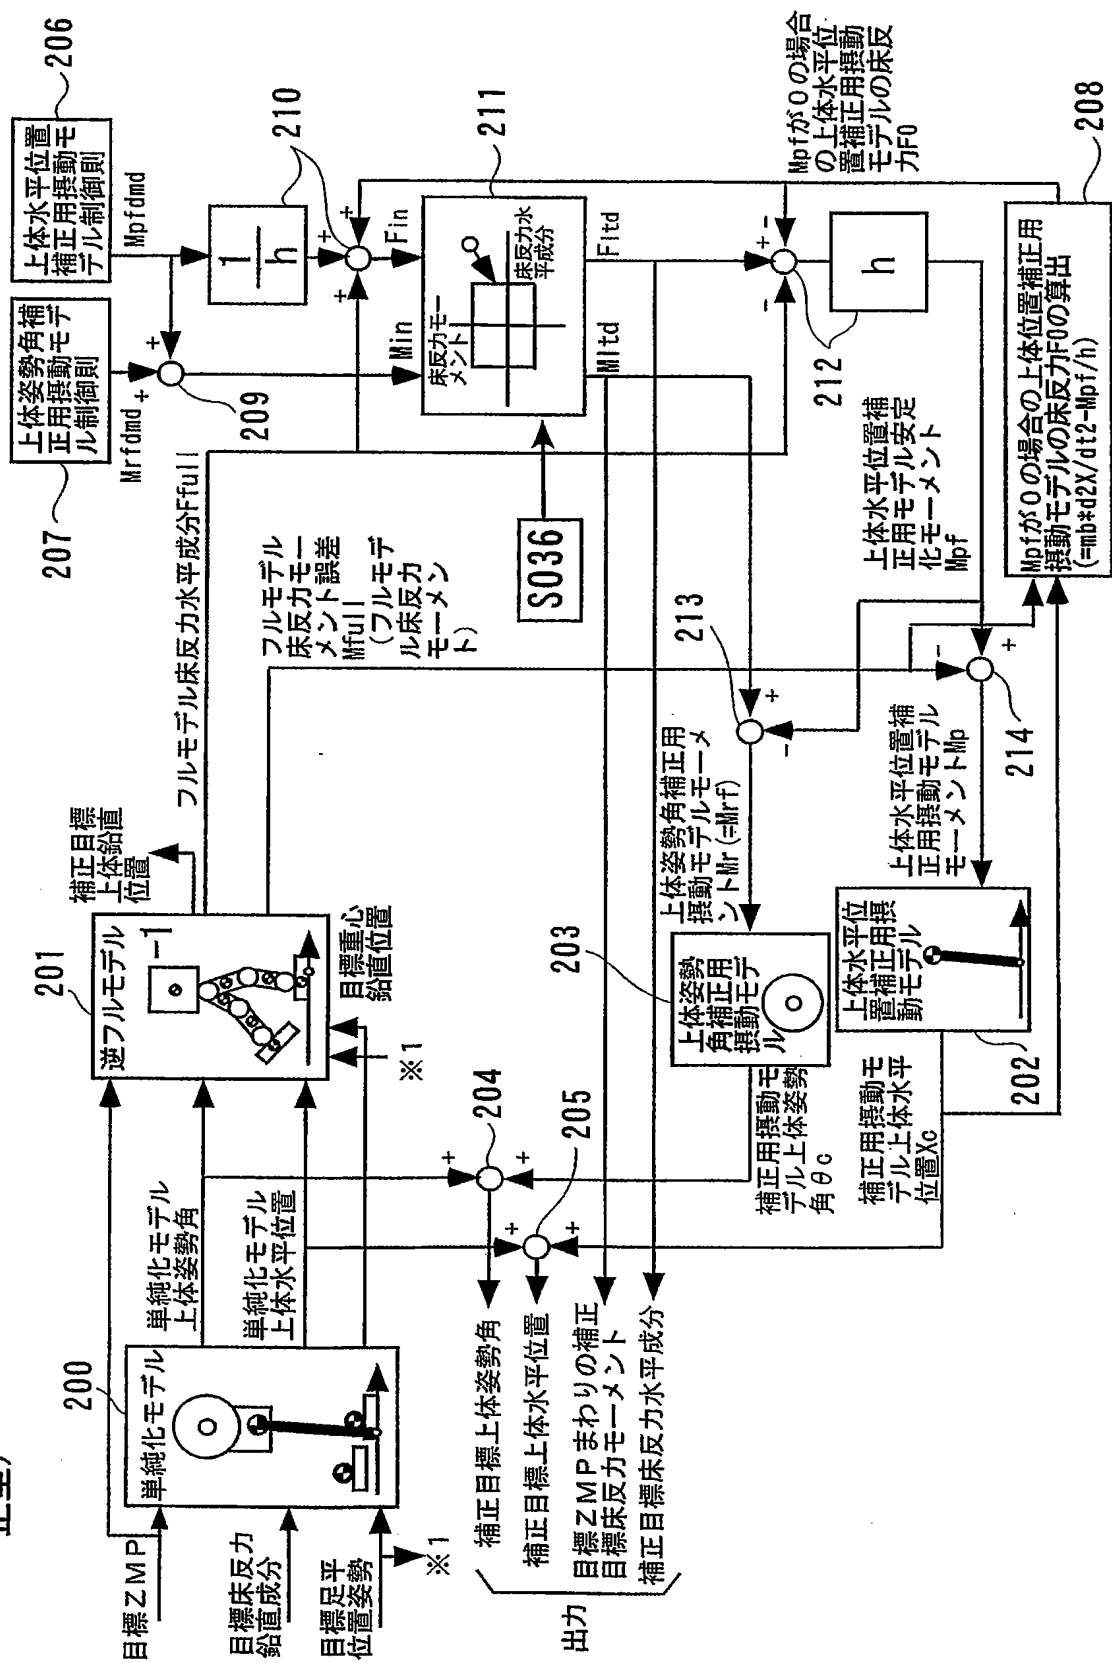 目標ZMP
目標床反力
鉛直成分
目標足平
位置姿勢
※1
200
単純化モデル
単純化モデル
上体姿勢角
単純化モデル
上体水平位置
201
逆フルモデル
-1
※1
目標重心
鉛直位置
補正目標
上体鉛直
位置
フルモデル床反力水平成分Ffull
フルモデル
床反力モー
メント誤差
Mfull
(フルモデ
ル床反力
モーメン
ト)
207
上体姿勢角補
正用摂動モデ
ル制御則
206
上体水平位置
補正用摂動モ
デル制御則
Mrfdmd
Mpfdmd
+
+
209
1
h
210
+
+
+
Min
Fin
211
床反力モー
メント
床反力水
平成分
S036
Mltd
Fltd
Mpfが0の場合
の上体水平位
置補正用摂動
モデルの床反
力F0
+
-
-
212
h
上体水平位置補
正用モデル安定
化モーメント
Mpf
208
Mpfが0の場合の上体位置補正用
摂動モデルの床反力F0の算出
(=mb*d2X/dt2-Mpf/h)
213
+
-
-
+
214
上体姿勢角補正用
摂動モデルモーメ
ントMr(=Mrf)
上体水平位置補
正用摂動モデル
モーメントMp
203
上体姿勢
角補正用
摂動モデ
ル
上体水平位
置補正用摂
動モデル
202
204
+
+
205
+
+
補正用摂動モ
デル上体姿勢
角θc
補正用摂動モ
デル上体水平
位置Xc
補正目標上体姿勢角
補正目標上体水平位置
目標ZMPまわりの補正
目標床反力モーメント
補正目標床反力水平成分
出力